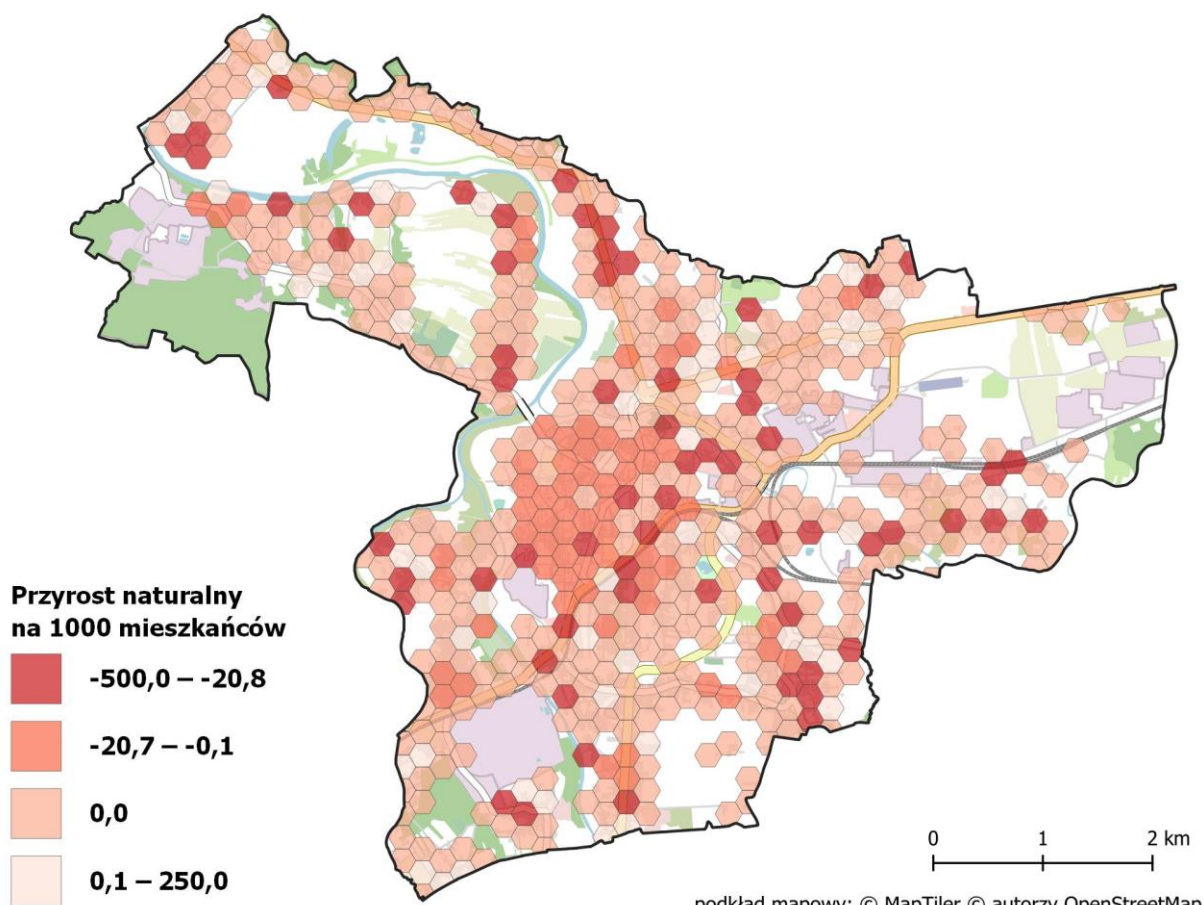 Przyrost naturalny
na 1000 mieszkańców
-500,0 – -20,8
-20,7 – -0,1
0,0
0,1 – 250,0
0 1 2 km
podkład mapowy: © MapTiler © autorzy OpenStreetMap